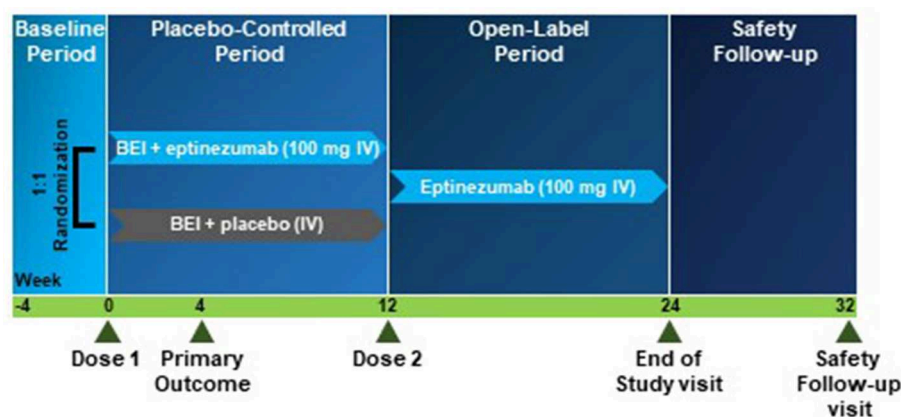 Baseline
Period
Placebo-Controlled
Period
Open-Label
Period
Safety
Follow-up
1:1
Randomization
BEI + eptinezumab (100 mg IV)
Eptinezumab (100 mg IV)
BEI + placebo (IV)
Week
-4 0 4 12 24 32
Dose 1
Primary
Outcome
Dose 2
End of
Study visit
Safety
Follow-up
visit